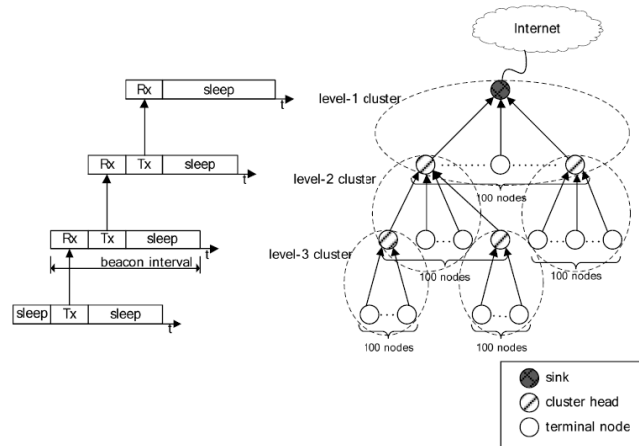 Internet
Rx sleep
t
level-1 cluster
Rx Tx sleep
t
level-2 cluster
100 nodes
Rx Tx sleep
t
beacon interval
level-3 cluster
100 nodes
100 nodes
sleep Tx sleep
t
100 nodes
100 nodes
sink
cluster head
terminal node